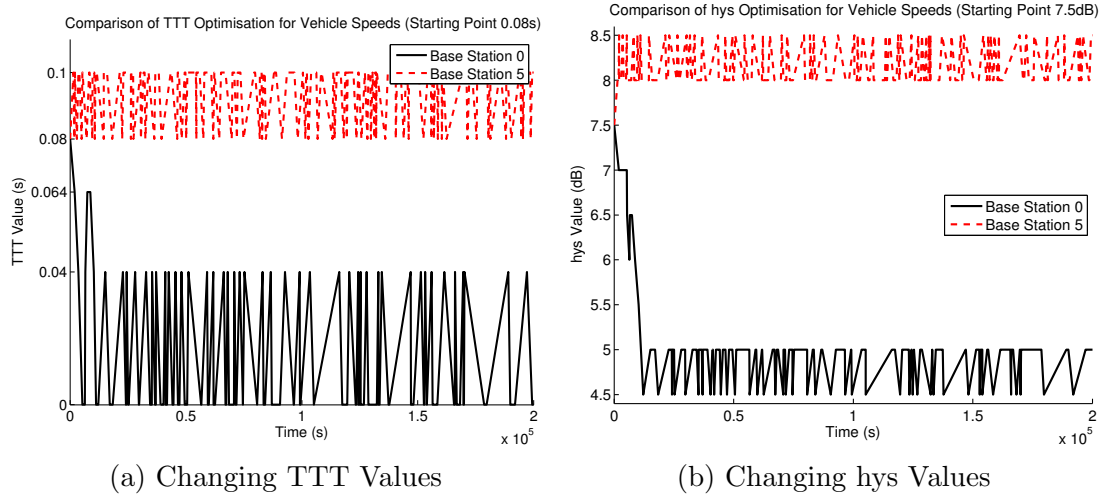 Comparison of TTT Optimisation for Vehicle Speeds (Starting Point 0.08s)
Base Station 0
Base Station 5
0.1
0.08
0.064
0.04
0
TTT Value (s)
0
0.5
1
1.5
2
Time (s)
x 10^5
(a) Changing TTT Values
Comparison of hys Optimisation for Vehicle Speeds (Starting Point 7.5dB)
8.5
8
7.5
7
6.5
6
5.5
5
4.5
hys Value (dB)
Base Station 0
Base Station 5
0
0.5
1
1.5
2
Time (s)
x 10^5
(b) Changing hys Values